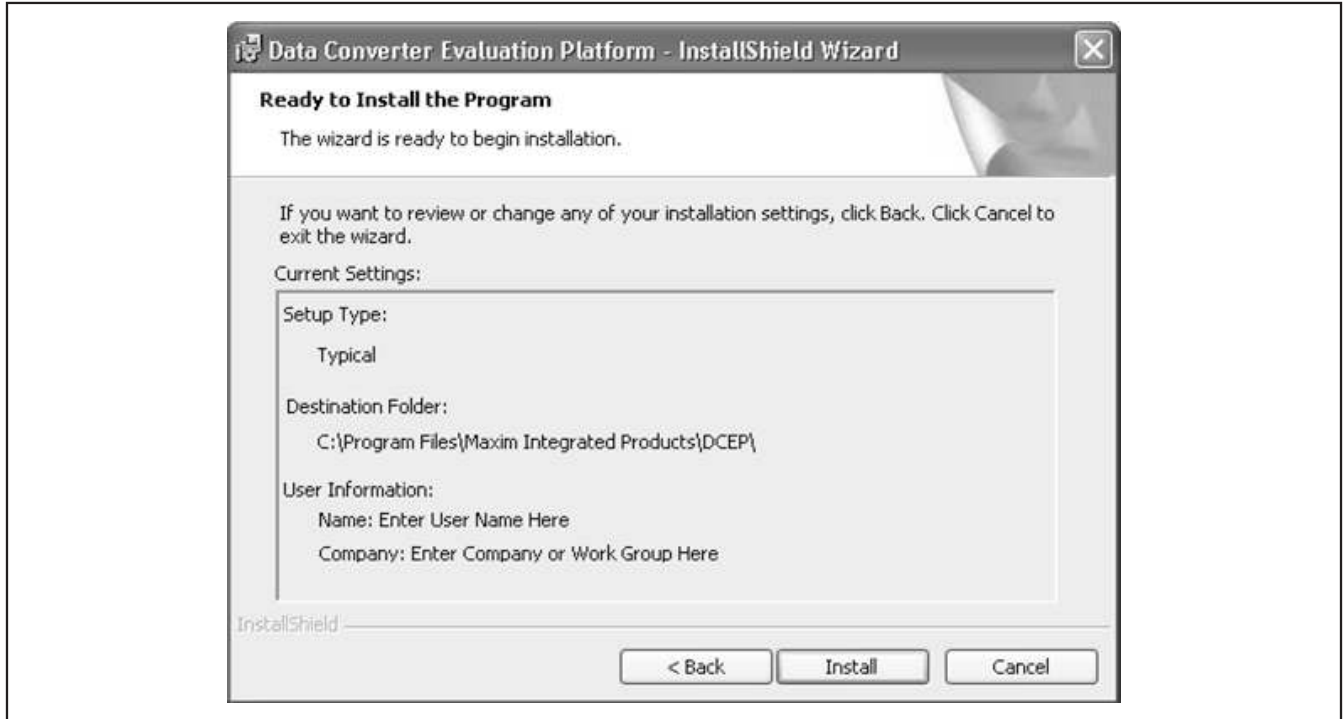 Data Converter Evaluation Platform - InstallShield Wizard
Ready to Install the Program
The wizard is ready to begin installation.
If you want to review or change any of your installation settings, click Back. Click Cancel to
exit the wizard.
Current Settings:
Setup Type:
Typical
Destination Folder:
C:\Program Files\Maxim Integrated Products\DCEP\
User Information:
Name: Enter User Name Here
Company: Enter Company or Work Group Here
InstallShield
< Back Install Cancel